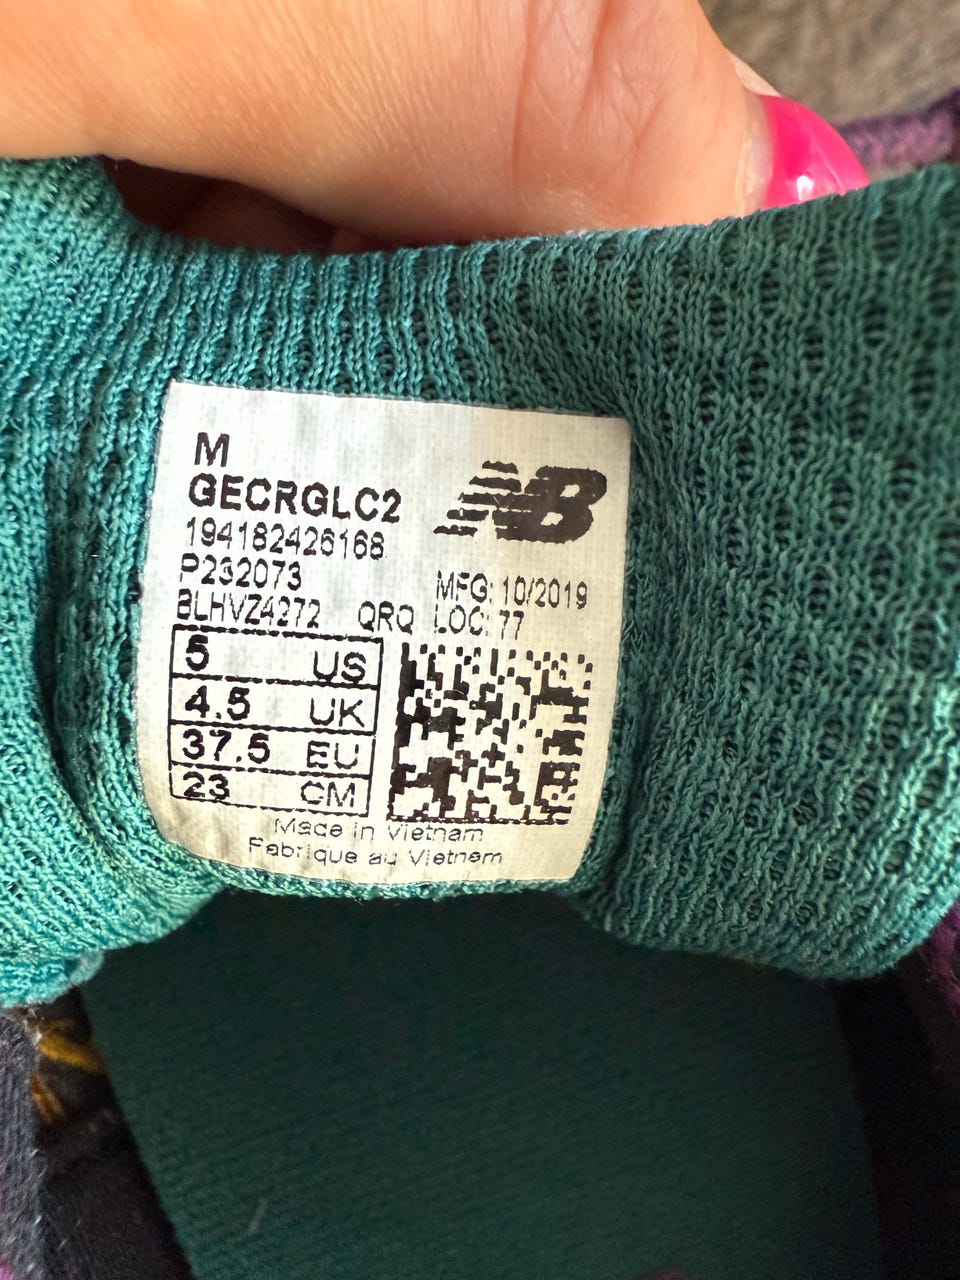 M
GECRGLC2
NB
194182426168
P232073
MFG: 10/2019
BLHVZ4272 QRQ LOC: 77
5 US
4.5 UK
37.5 EU
23 CM
Made in Vietnam
Fabrique au Vietnam